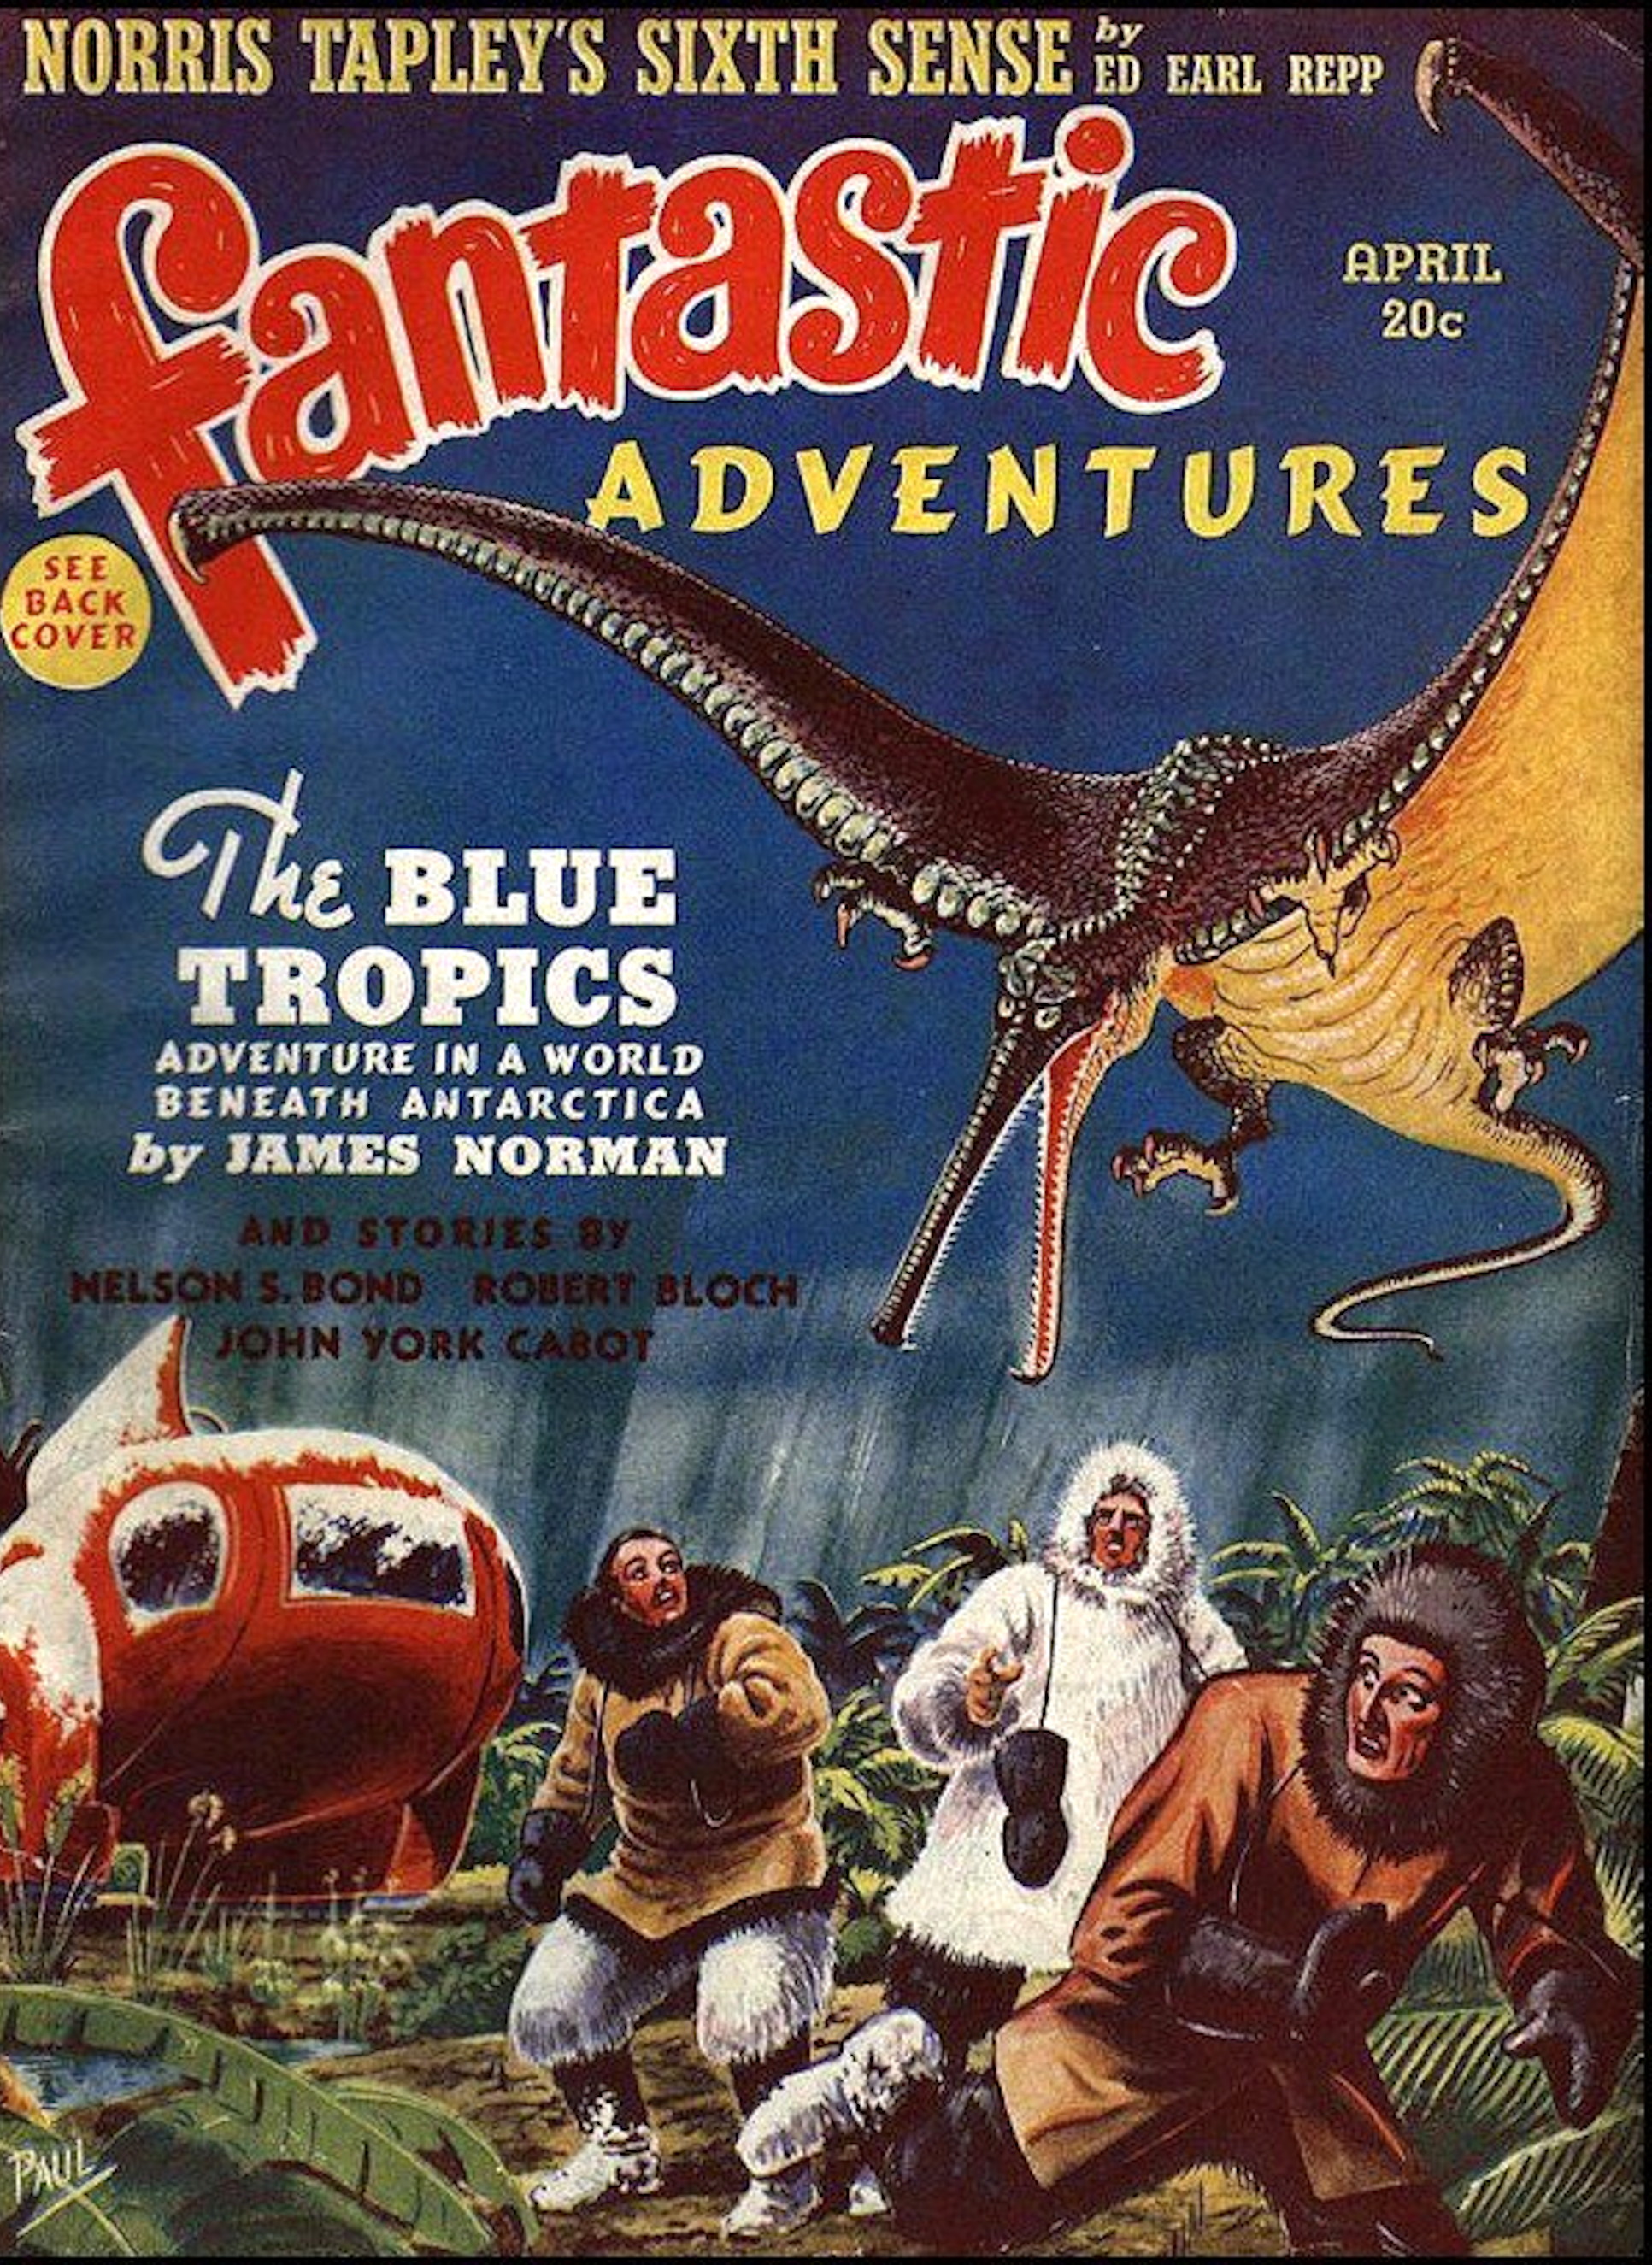 NORRIS TAPLEY'S SIXTH SENSE by ED EARL REPP
fantastic
ADVENTURES
APRIL
20c
SEE
BACK
COVER
The BLUE
TROPICS
ADVENTURE IN A WORLD
BENEATH ANTARCTICA
by JAMES NORMAN
AND STORIES BY
NELSON S. BOND ROBERT BLOCH
JOHN YORK CABOT
PAUL